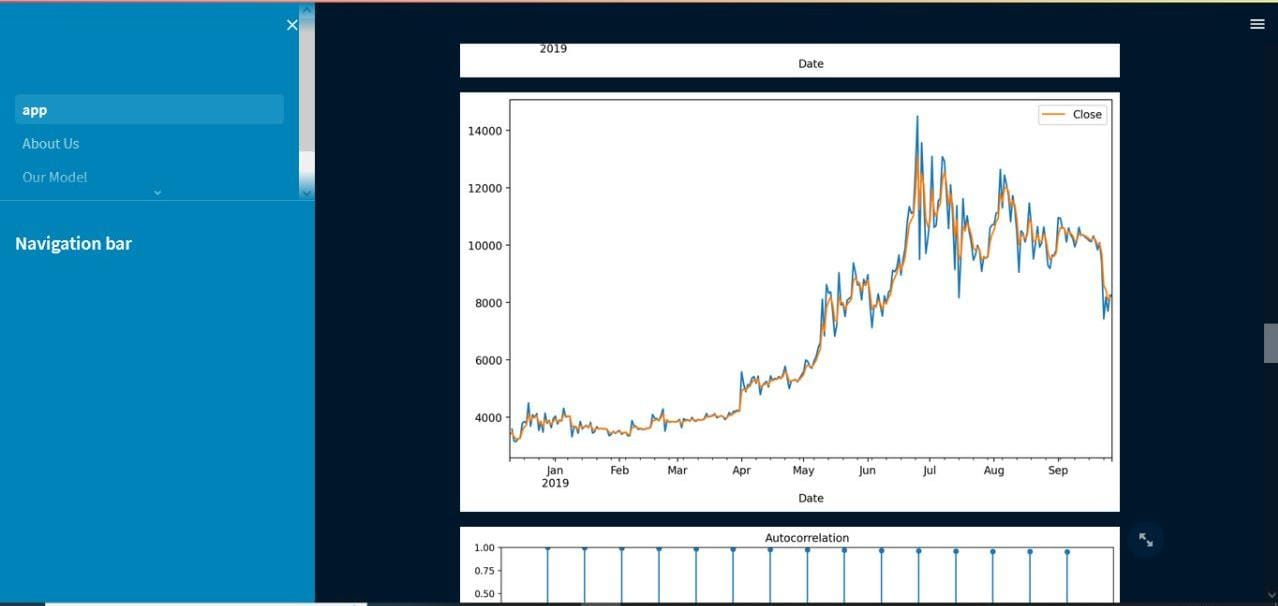 app
About Us
Our Model
Navigation bar
2019
Date
Close
14000
12000
10000
8000
6000
4000
Jan Feb Mar Apr May Jun Jul Aug Sep
2019
Date
Autocorrelation
1.00
0.75
0.50